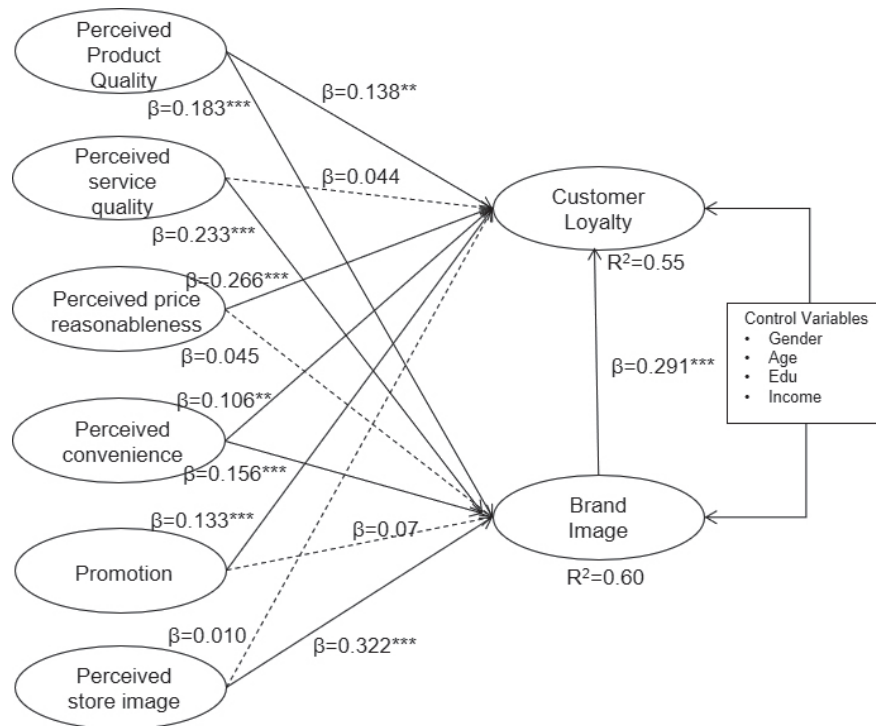 Perceived
Product
Quality
β=0.183***
β=0.138**
Perceived
service
quality
β=0.044
β=0.233***
Customer
Loyalty
R²=0.55
β=0.266***
Perceived price
reasonableness
β=0.045
Control Variables
• Gender
• Age
• Edu
• Income
β=0.291***
β=0.106**
Perceived
convenience
β=0.156***
β=0.133***
Brand
Image
R²=0.60
β=0.07
Promotion
β=0.010
β=0.322***
Perceived
store image